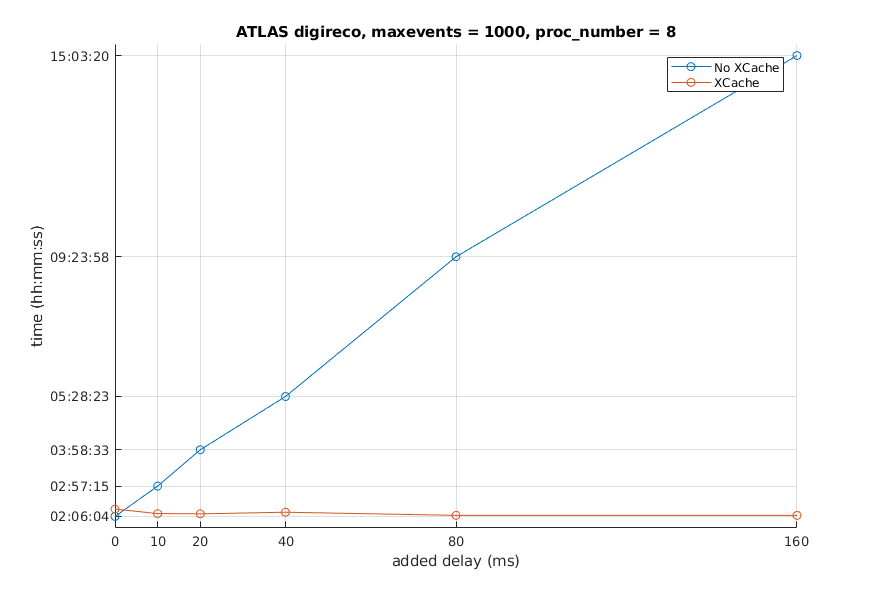 ATLAS digireco, maxevents = 1000, proc_number = 8
15:03:20
No XCache
XCache
time (hh:mm:ss)
09:23:58
05:28:23
03:58:33
02:57:15
02:06:04
0 10 20 40 80 160
added delay (ms)